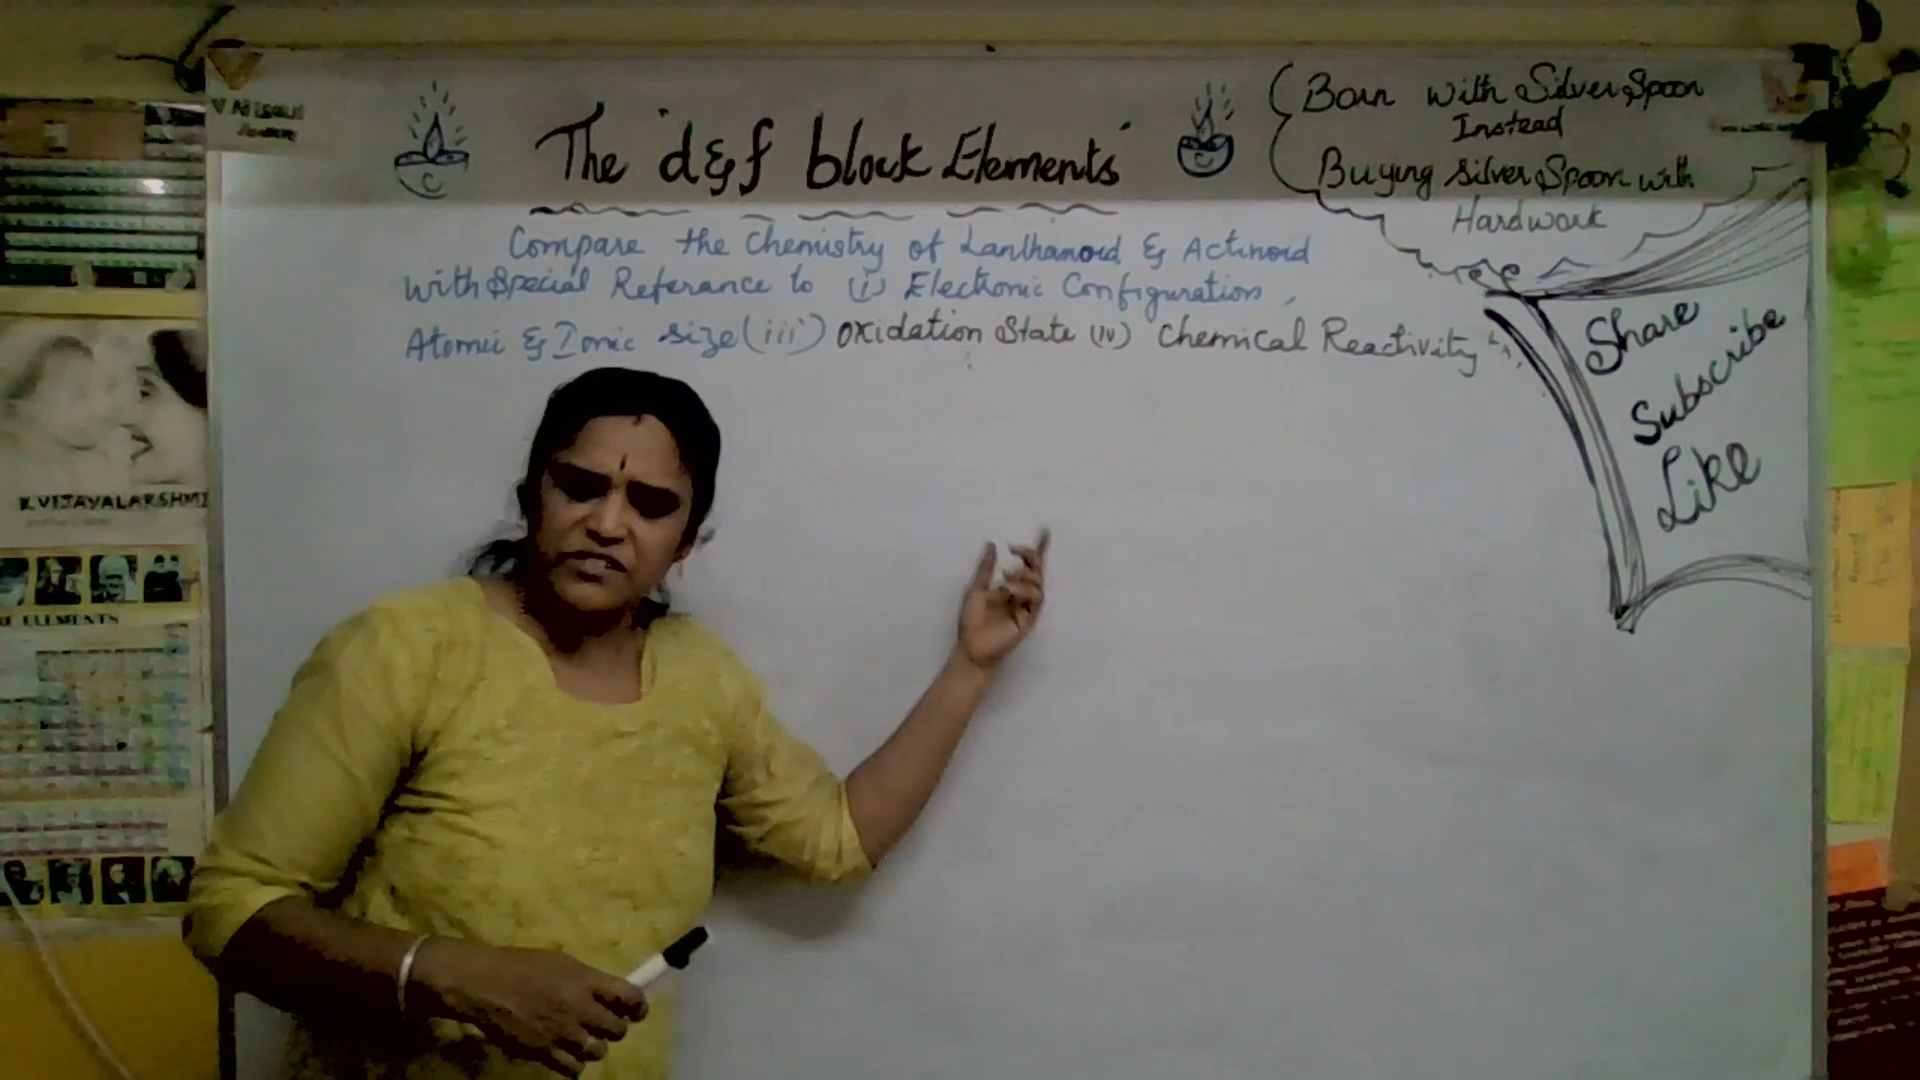 The "d & f block Elements"
Compare the Chemistry of Lanthanoid & Actinoid
With Special Referance to (i) Electronic Configuration,
Atomic & Ionic size (iii) Oxidation State (iv) Chemical Reactivity
Born with Silver Spoon
Instead
Buying Silver Spoon with
Hardwork
Share
Subscribe
Like
K.VIJAYALAKSHMI
ELEMENTS